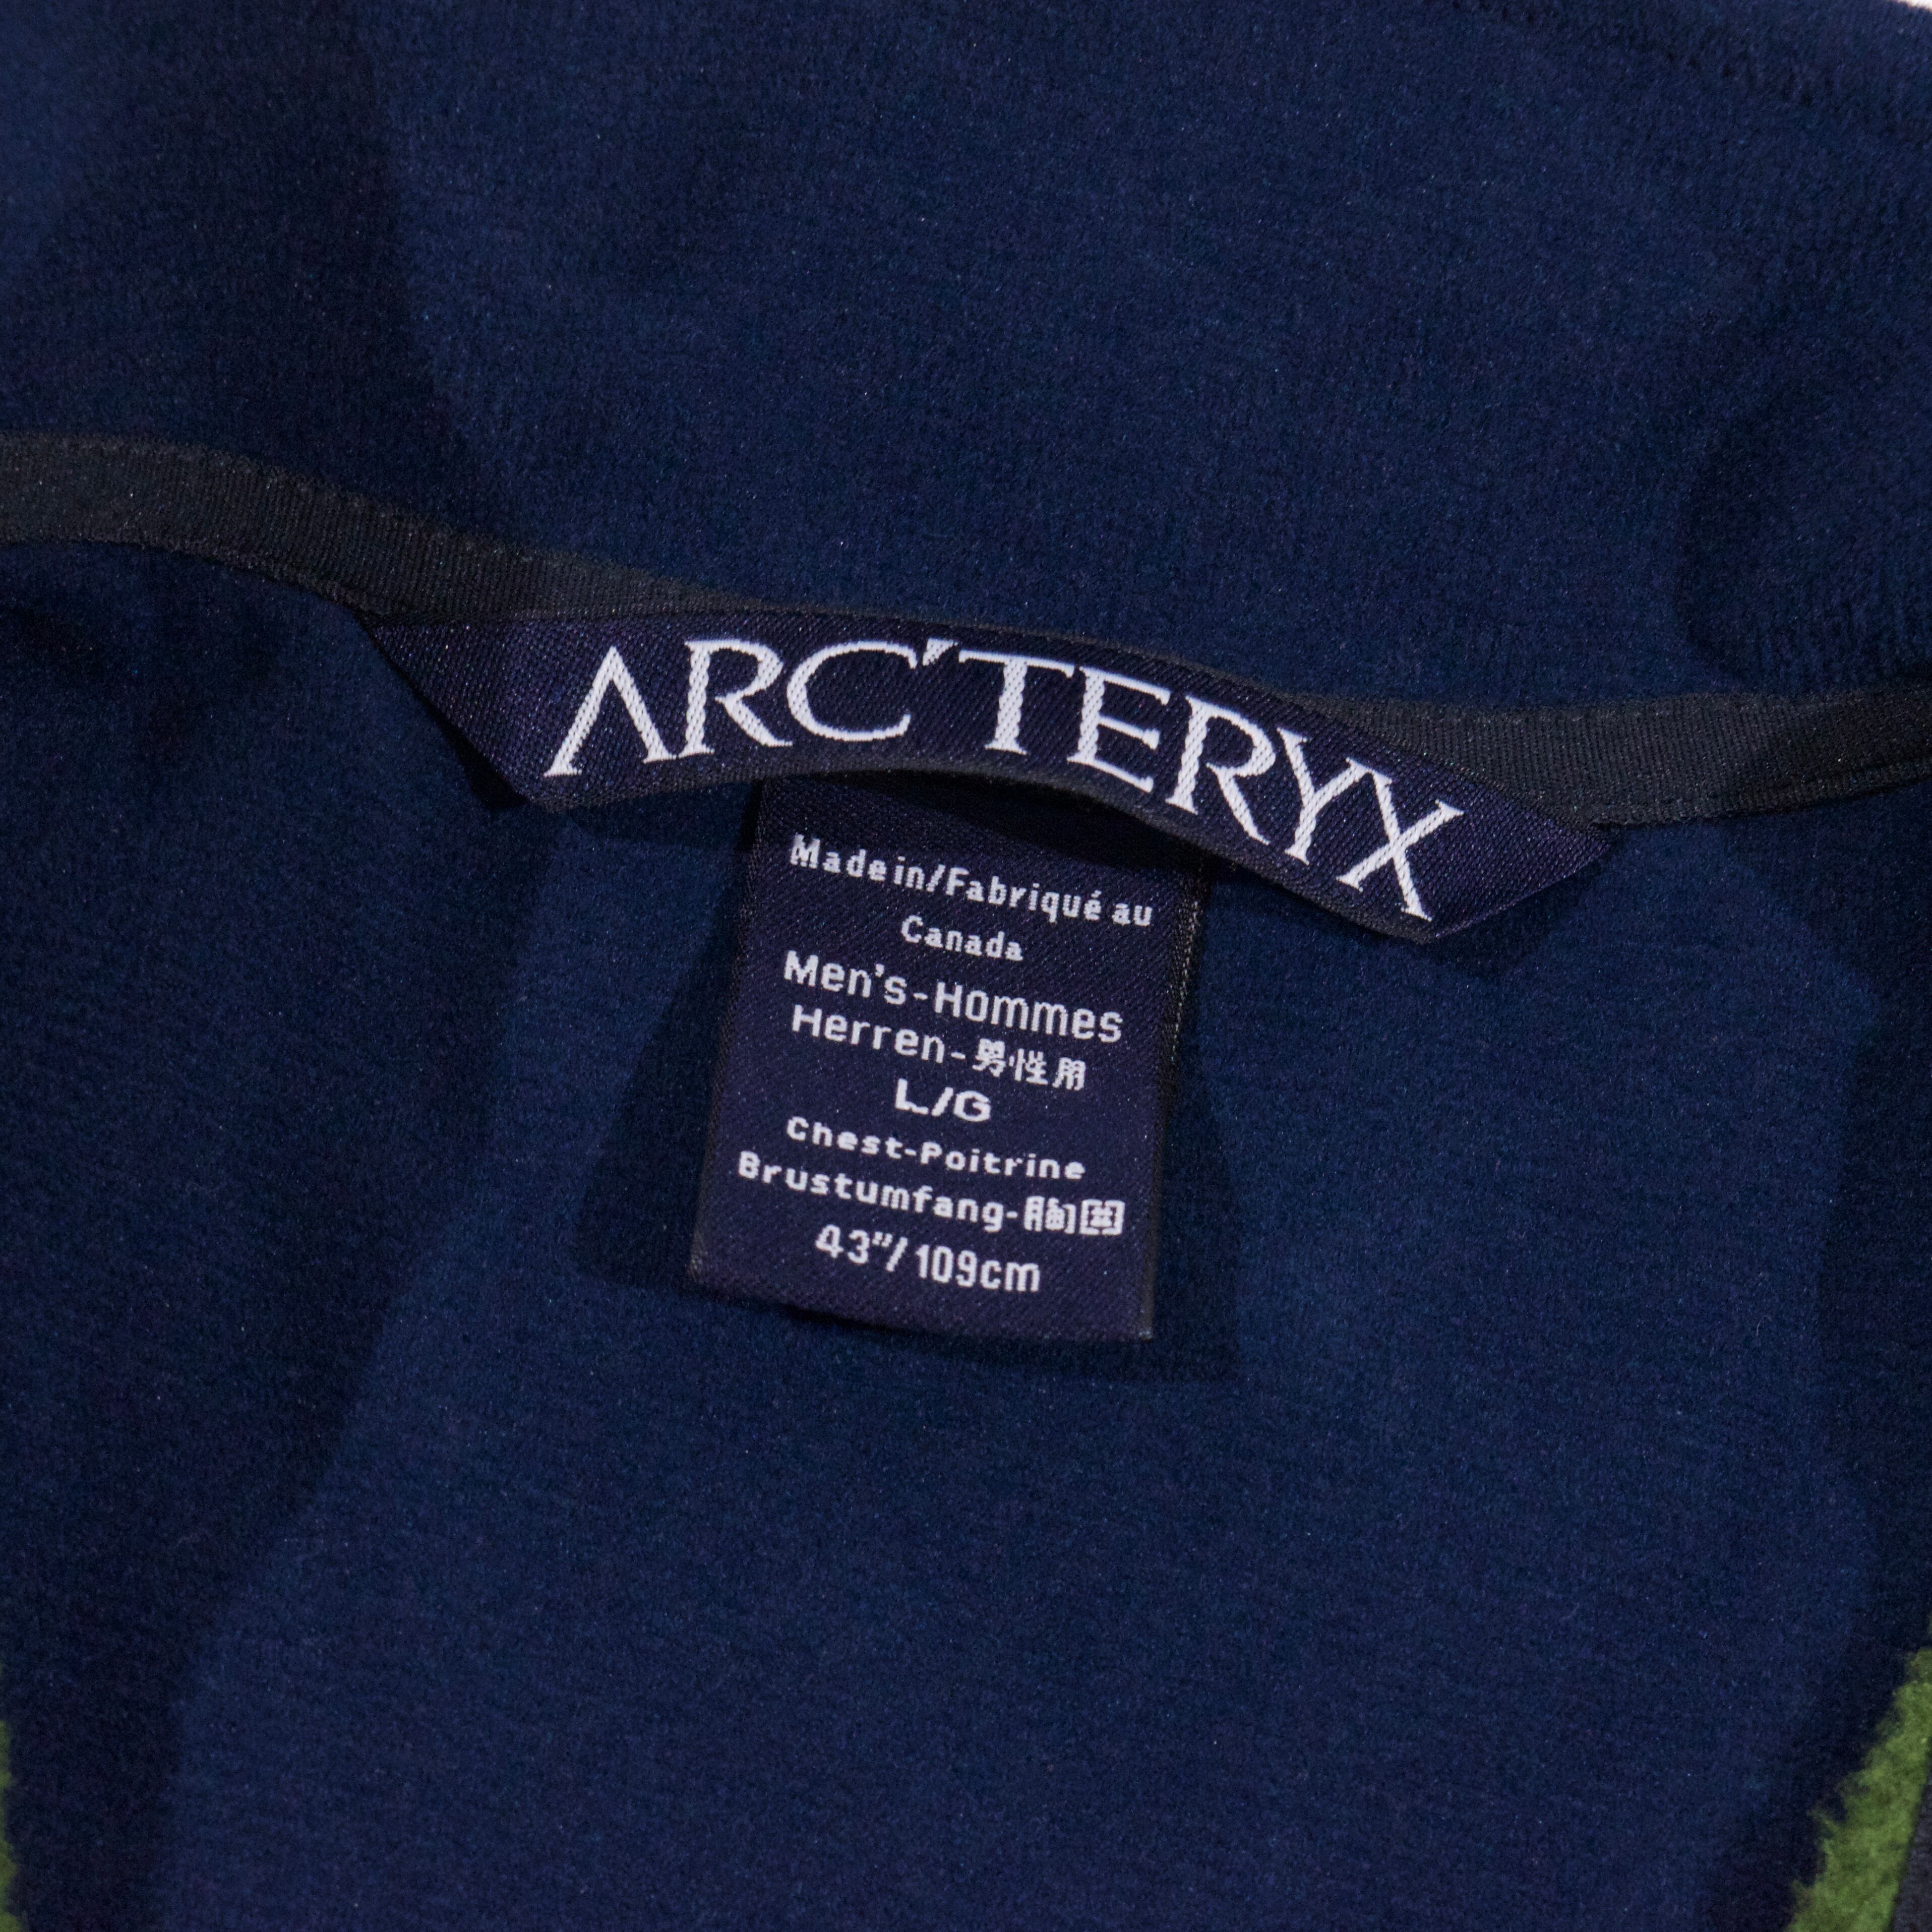 ARC'TERYX
Made in/Fabriqué au
Canada
Men's-Hommes
Herren-男性用
L/G
Chest-Poitrine
Brustumfang-胸囲
43"/109cm